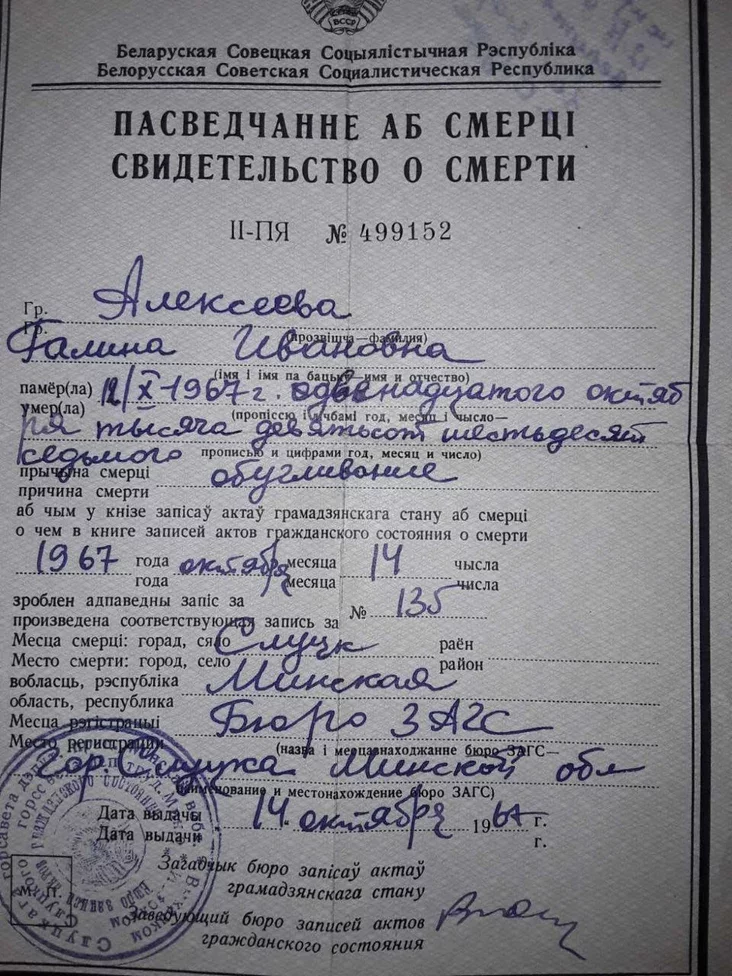 БССР
Беларуская Совецкая Соцыялістычная Рэспубліка
Белорусская Советская Социалистическая Республика
ПАСВЕДЧАННЕ АБ СМЕРЦІ
СВИДЕТЕЛЬСТВО О СМЕРТИ
II-ПЯ № 499152
Гр. Алексеева
Гр.
(прозвішча—фамилия)
Галина Ивановна
(імя і імя па бацьку—имя и отчество)
памёр(ла) 12/X-1967 г. двенадцатого октяб
умер(ла) (пропіссю і лічбамі год, месяц і чысло—
ря тысяча девятьсот шестьдесят
седьмого прописью и цифрами год, месяц и число)
прычына смерці обугливание
причина смерти
аб чым у кнізе запісаў актаў грамадзянскага стану аб смерці
о чем в книге записей актов гражданского состояния о смерти
1967 года октября месяца 14 чысла
года месяца числа
зроблен адпаведны запіс за
произведена соответствующая запись за № 135
Месца смерці: горад, сяло Слуцк раён
Место смерти: город, село район
вобласць, рэспубліка Минская
область, республика
Месца рэгістрацыі Бюро ЗАГС
Место регистрации (назва і месцазнаходжанне бюро ЗАГС—
гор. Слуцка Минской обл
наименование и местонахождение бюро ЗАГС)
Дата выдачы 14 октября 1967 г.
Дата выдачи г.
Загадчык бюро запісаў актаў
грамадзянскага стану
М. П.
Заведующий бюро записей актов
гражданского состояния